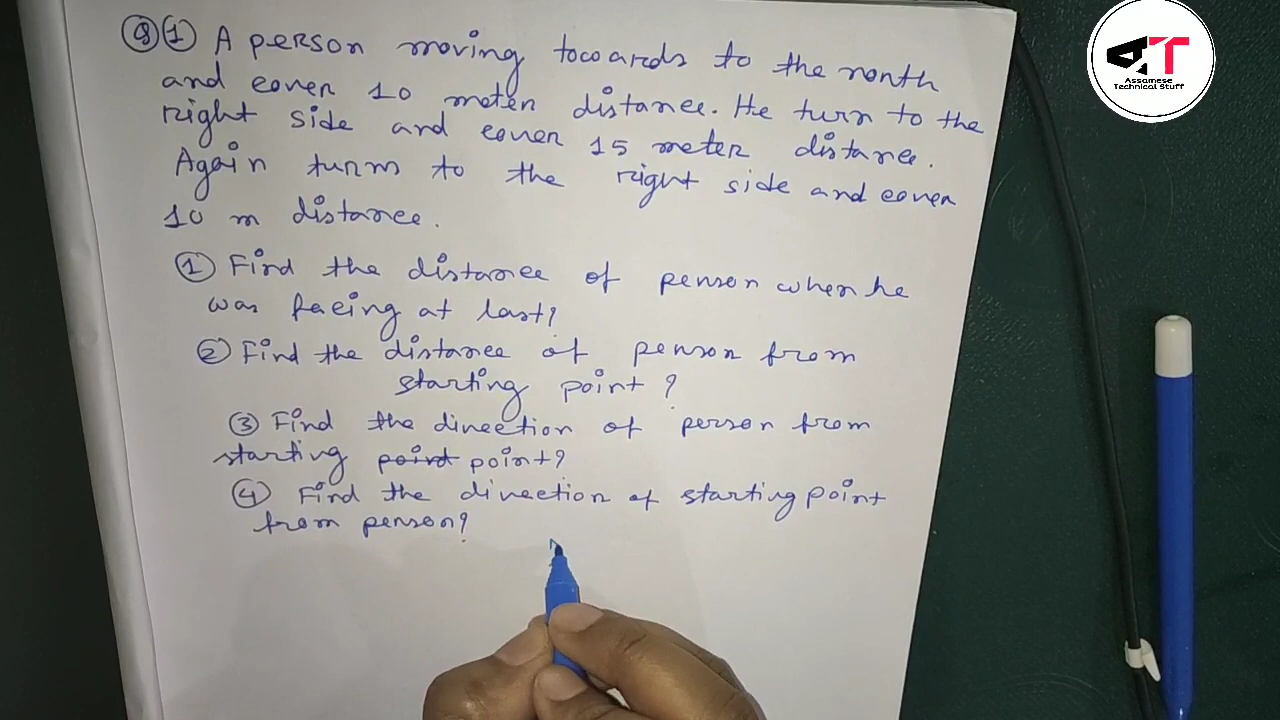 Q 1 A person moving towards to the north
and cover 10 meter distance. He turn to the
right side and cover 15 meter distance.
Again turns to the right side and cover
10 m distance.
1 Find the distance of person when he
was facing at last?
2 Find the distance of person from
starting point ?
3 Find the direction of person from
starting point point?
4 Find the direction of starting point
from person?
AT
Assamese
Technical Stuff